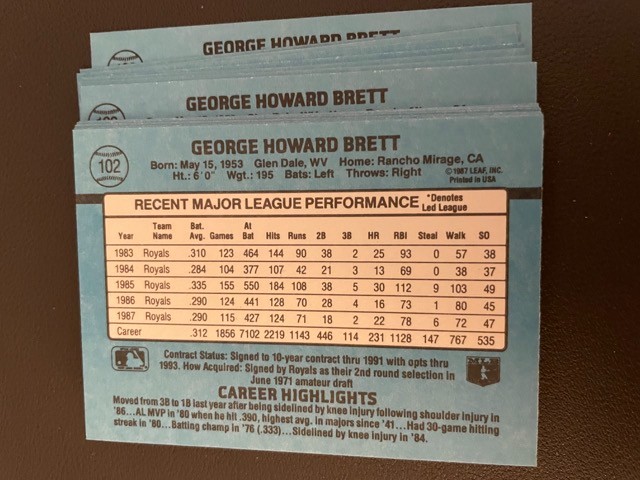 GEORGE HOWARD BRETT
GEORGE HOWARD BRETT
102
GEORGE HOWARD BRETT
Born: May 15, 1953 Glen Dale, WV Home: Rancho Mirage, CA
Ht.: 6'0" Wgt.: 195 Bats: Left Throws: Right
©1987 LEAF, INC.
Printed in USA
RECENT MAJOR LEAGUE PERFORMANCE *Denotes Led League
Year Team Name Bat. Avg. Games At Bat Hits Runs 2B 3B HR RBI Steal Walk SO
1983 Royals .310 123 464 144 90 38 2 25 93 0 57 38
1984 Royals .284 104 377 107 42 21 3 13 69 0 38 37
1985 Royals .335 155 550 184 108 38 5 30 112 9 103 49
1986 Royals .290 124 441 128 70 28 4 16 73 1 80 45
1987 Royals .290 115 427 124 71 18 2 22 78 6 72 47
Career .312 1856 7102 2219 1143 446 114 231 1128 147 767 535
Contract Status: Signed to 10-year contract thru 1991 with opts thru
1993. How Acquired: Signed by Royals as their 2nd round selection in
June 1971 amateur draft
CAREER HIGHLIGHTS
Moved from 3B to 1B last year after being sidelined by knee injury following shoulder injury in
'86...AL MVP in '80 when he hit .390, highest avg. in majors since '41...Had 30-game hitting
streak in '80...Batting champ in '76 (.333)...Sidelined by knee injury in '84.